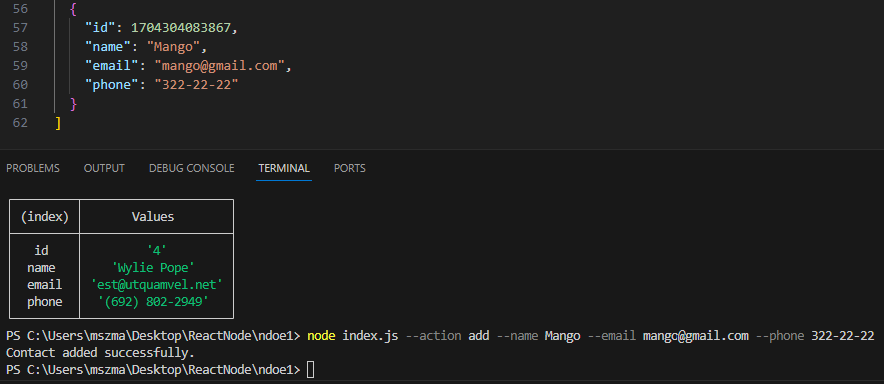 56 {
57 "id": 1704304083867,
58 "name": "Mango",
59 "email": "mango@gmail.com",
60 "phone": "322-22-22"
61 }
62 ]
PROBLEMS OUTPUT DEBUG CONSOLE TERMINAL PORTS
(index) Values
id '4'
name 'Wylie Pope'
email 'est@utquamvel.net'
phone '(692) 802-2949'
PS C:\Users\mszma\Desktop\ReactNode\ndoe1> node index.js --action add --name Mango --email mango@gmail.com --phone 322-22-22
Contact added successfully.
PS C:\Users\mszma\Desktop\ReactNode\ndoe1>